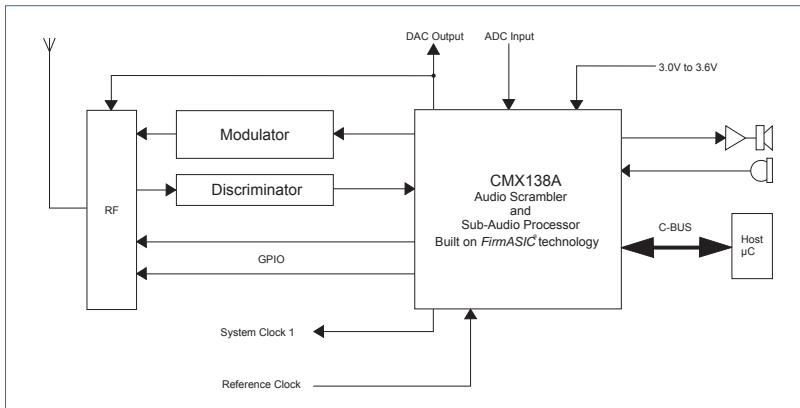 DAC Output
ADC Input
3.0V to 3.6V
Modulator
Discriminator
RF
CMX138A
Audio Scrambler
and
Sub-Audio Processor
Built on FirmASIC® technology
C-BUS
Host
µC
GPIO
System Clock 1
Reference Clock